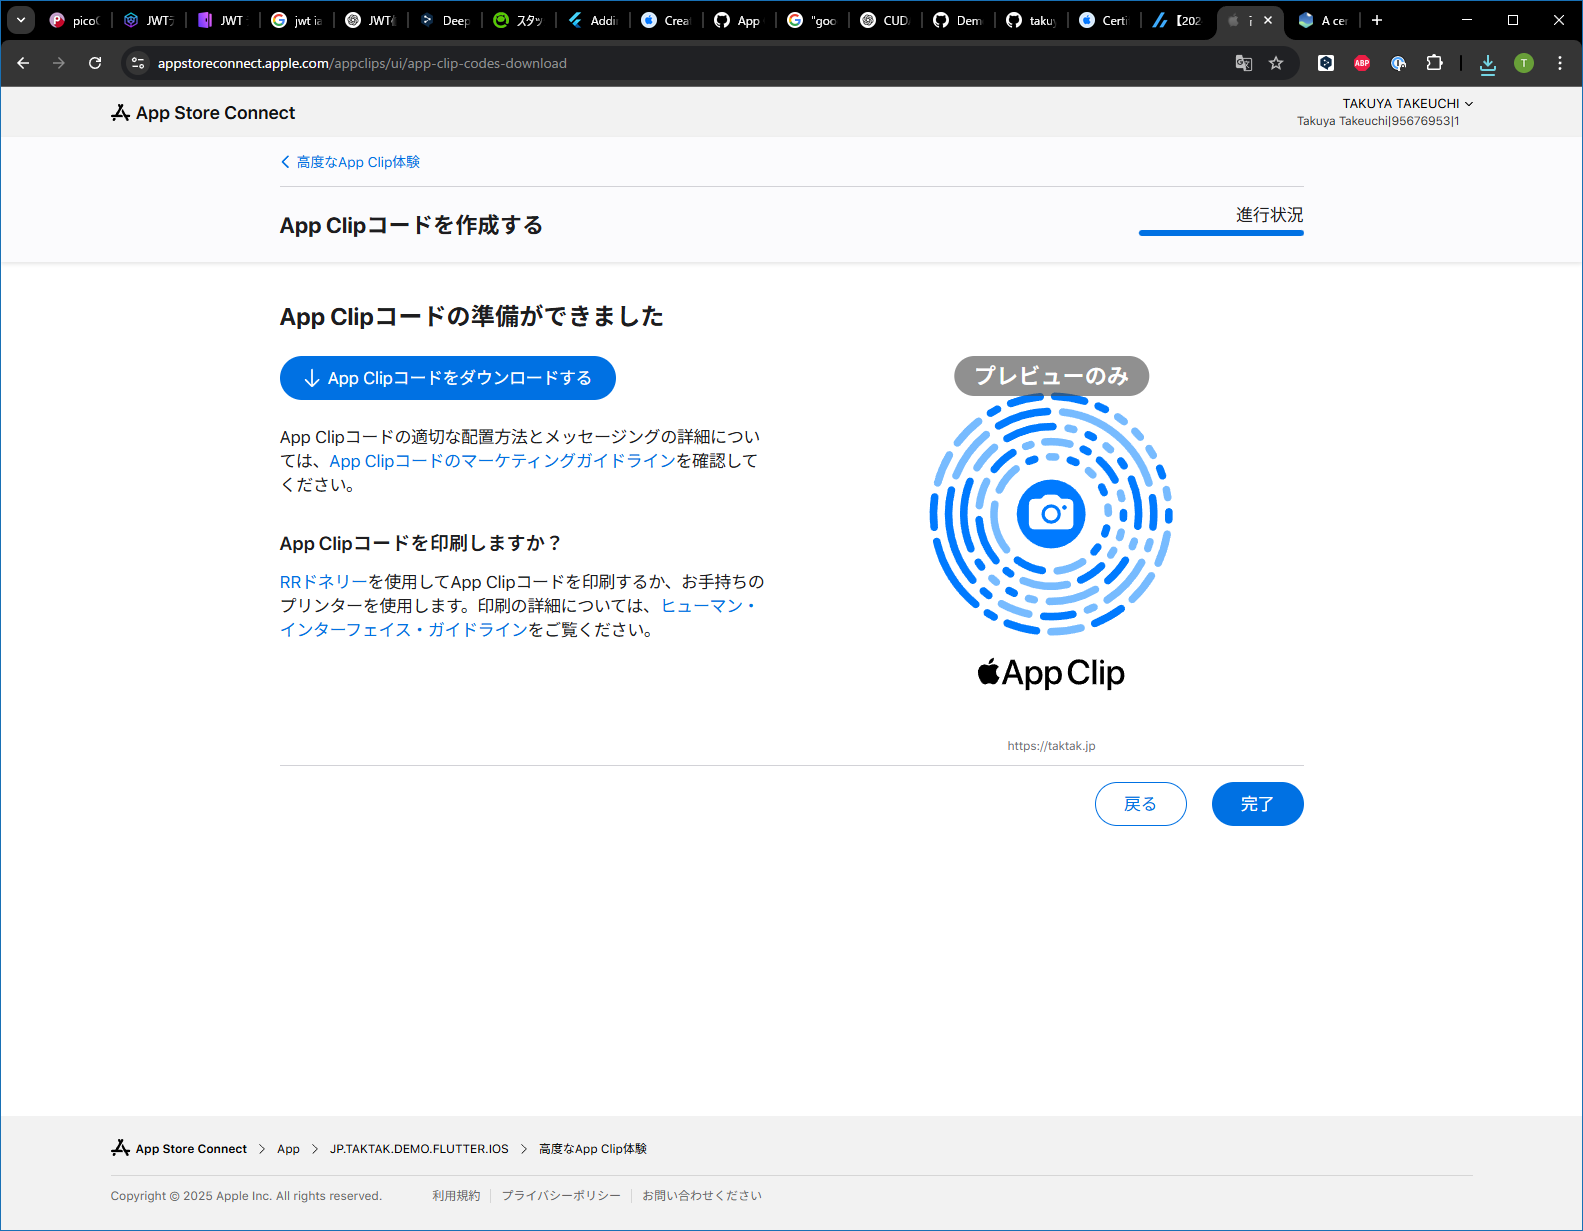 picoC
JWTデ
JWT
jwt ia
JWT
Deep
スタッ
Addi
Crea
App
"goo
CUD
Dem
takuy
Certi
【202
A cer
appstoreconnect.apple.com/appclips/ui/app-clip-codes-download
ABP
T
App Store Connect
TAKUYA TAKEUCHI
Takuya Takeuchi|95676953|1
高度なApp Clip体験
App Clipコードを作成する
進行状況
App Clipコードの準備ができました
App Clipコードをダウンロードする
App Clipコードの適切な配置方法とメッセージングの詳細につい
ては、App Clipコードのマーケティングガイドラインを確認して
ください。
App Clipコードを印刷しますか？
RRドネリーを使用してApp Clipコードを印刷するか、お手持ちの
プリンターを使用します。印刷の詳細については、ヒューマン・
インターフェイス・ガイドラインをご覧ください。
プレビューのみ
App Clip
https://taktak.jp
戻る
完了
App Store Connect
App
JP.TAKTAK.DEMO.FLUTTER.IOS
高度なApp Clip体験
Copyright © 2025 Apple Inc. All rights reserved.
利用規約
プライバシーポリシー
お問い合わせください